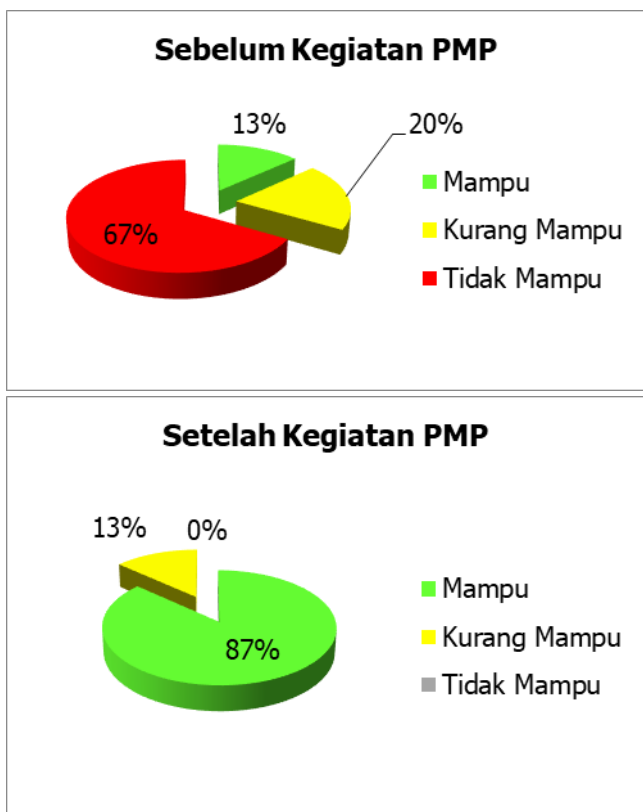 Sebelum Kegiatan PMP
13%
20%
67%
Mampu
Kurang Mampu
Tidak Mampu
Setelah Kegiatan PMP
13%
0%
87%
Mampu
Kurang Mampu
Tidak Mampu